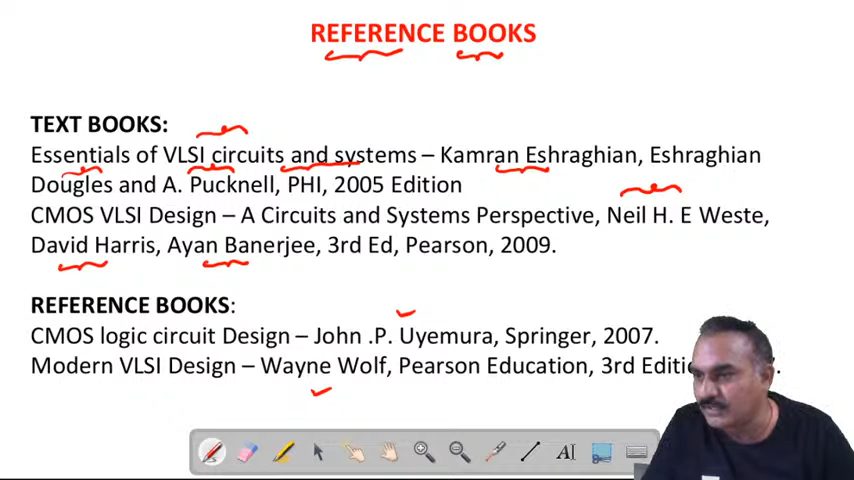 REFERENCE BOOKS
TEXT BOOKS:
Essentials of VLSI circuits and systems – Kamran Eshraghian, Eshraghian
Dougles and A. Pucknell, PHI, 2005 Edition
CMOS VLSI Design – A Circuits and Systems Perspective, Neil H. E Weste,
David Harris, Ayan Banerjee, 3rd Ed, Pearson, 2009.
REFERENCE BOOKS:
CMOS logic circuit Design – John .P. Uyemura, Springer, 2007.
Modern VLSI Design – Wayne Wolf, Pearson Education, 3rd
AI